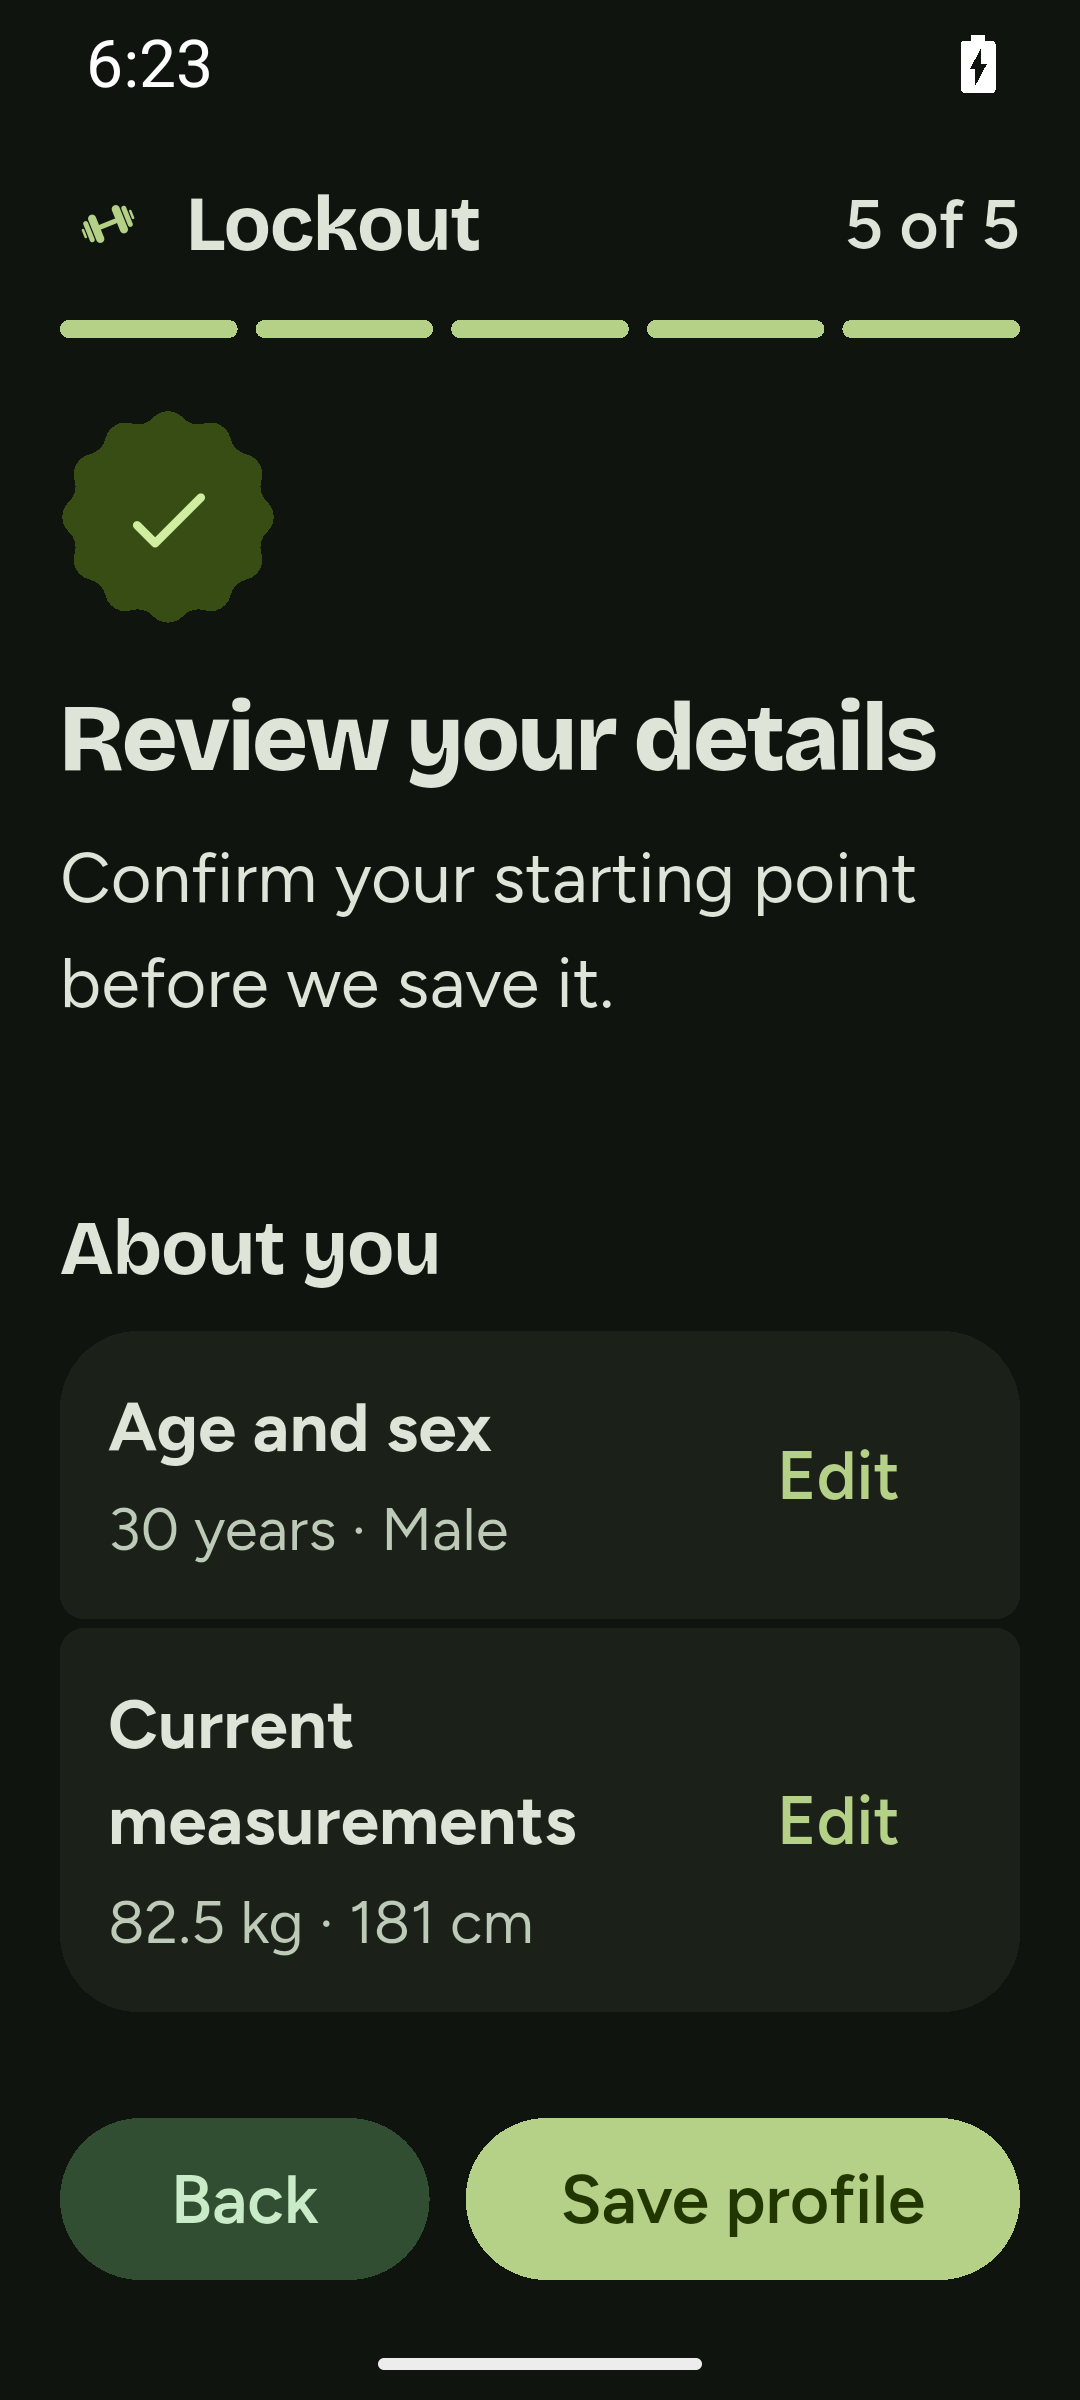 6:23
Lockout
5 of 5
Review your details
Confirm your starting point
before we save it.
About you
Age and sex
30 years · Male
Edit
Current
measurements
82.5 kg · 181 cm
Edit
Back
Save profile